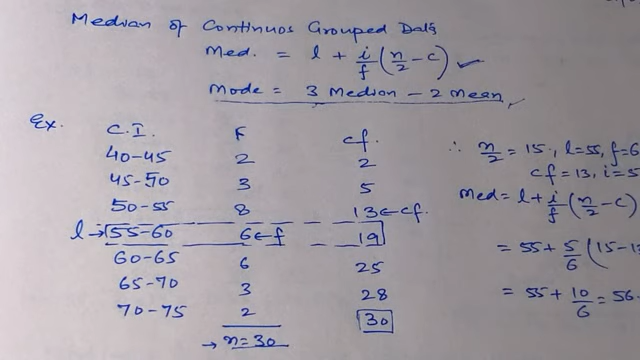 Median of Continuos Grouped Data
Med. = l + i/f (n/2 - c) ✓
Mode = 3 Median - 2 Mean
Ex. C.I. F cf.
40-45 2 2
45-50 3 5
50-55 8 13←cf.
l→ 55-60 6←f 19
60-65 6 25
65-70 3 28
70-75 2 30
→ n=30
∴ n/2 = 15, l=55, f=6
cf=13, i=5
Med = l + i/f (n/2 - c)
= 55 + 5/6 (15-1
= 55 + 10/6 = 56.